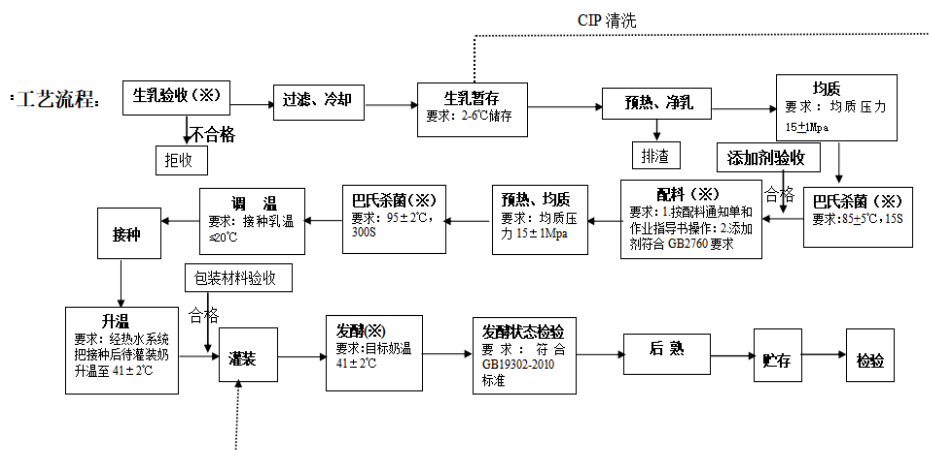 CIP 清洗
工艺流程:
生乳验收(※)
过滤、冷却
生乳暂存
要求:2-6℃储存
预热、净乳
均质
要求:均质压力
15±1Mpa
不合格
拒收
排渣
添加剂验收
合格
接种
调 温
要求:接种乳温
≤20℃
巴氏杀菌(※)
要求:95±2℃,
300S
预热、均质
要求:均质压
力 15±1Mpa
配料(※)
要求:1.按配料通知单和
作业指导书操作;2.添加
剂符合 GB2760 要求
巴氏杀菌(※)
要求:85±5℃,15S
包装材料验收
合格
升温
要求:经热水系统
把接种后待灌装奶
升温至 41±2℃
灌装
发酵(※)
要求:目标奶温
41±2℃
发酵状态检验
要求:符合
GB19302-2010
标准
后 熟
贮存
检验